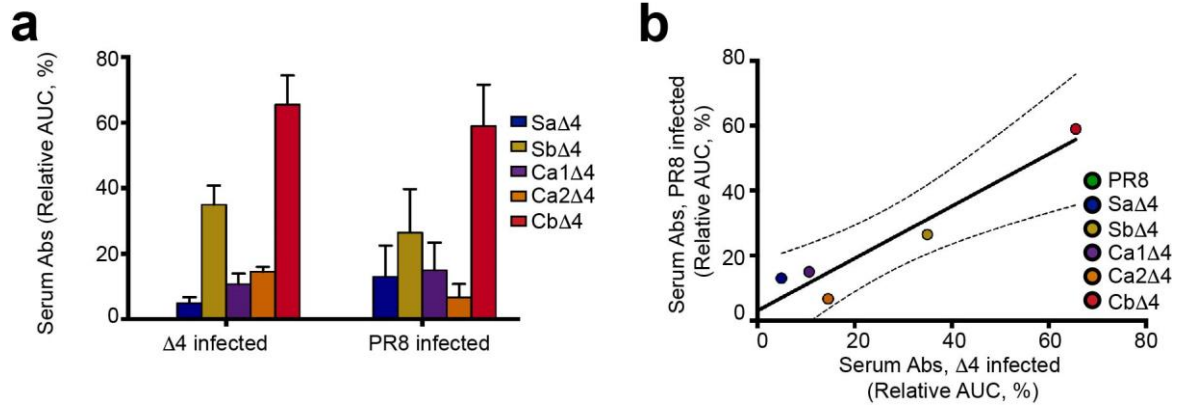 a
Serum Abs (Relative AUC, %)
80
60
40
20
0
Δ4 infected
PR8 infected
SaΔ4
SbΔ4
Ca1Δ4
Ca2Δ4
CbΔ4
b
Serum Abs, PR8 infected
(Relative AUC, %)
80
60
40
20
0
0 20 40 60 80
Serum Abs, Δ4 infected
(Relative AUC, %)
PR8
SaΔ4
SbΔ4
Ca1Δ4
Ca2Δ4
CbΔ4